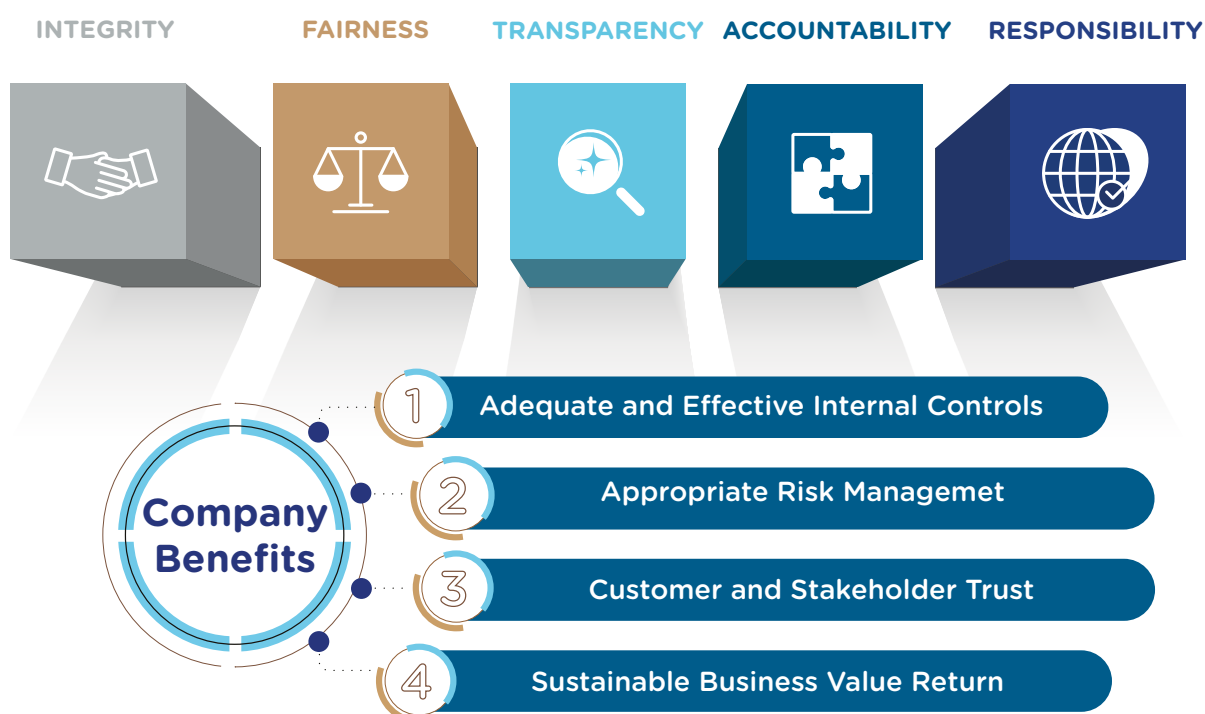 INTEGRITY
FAIRNESS
TRANSPARENCY
ACCOUNTABILITY
RESPONSIBILITY
Company
Benefits
1
Adequate and Effective Internal Controls
2
Appropriate Risk Managemet
3
Customer and Stakeholder Trust
4
Sustainable Business Value Return